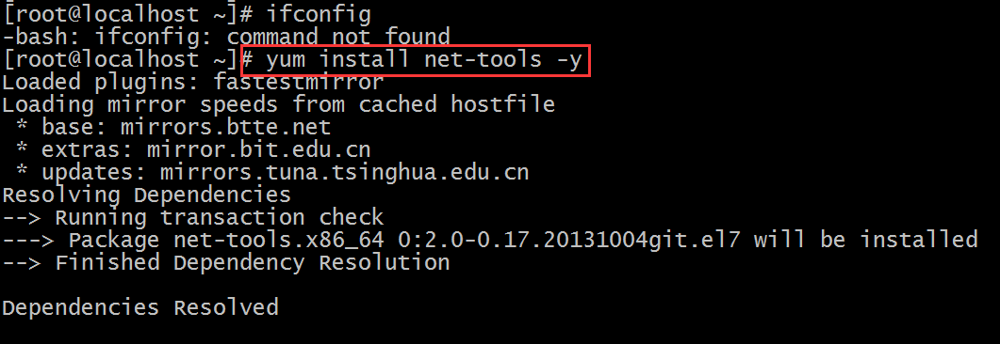 [root@localhost ~]# ifconfig
-bash: ifconfig: command not found
[root@localhost ~]# yum install net-tools -y
Loaded plugins: fastestmirror
Loading mirror speeds from cached hostfile
 * base: mirrors.btte.net
 * extras: mirror.bit.edu.cn
 * updates: mirrors.tuna.tsinghua.edu.cn
Resolving Dependencies
--> Running transaction check
---> Package net-tools.x86_64 0:2.0-0.17.20131004git.el7 will be installed
--> Finished Dependency Resolution

Dependencies Resolved